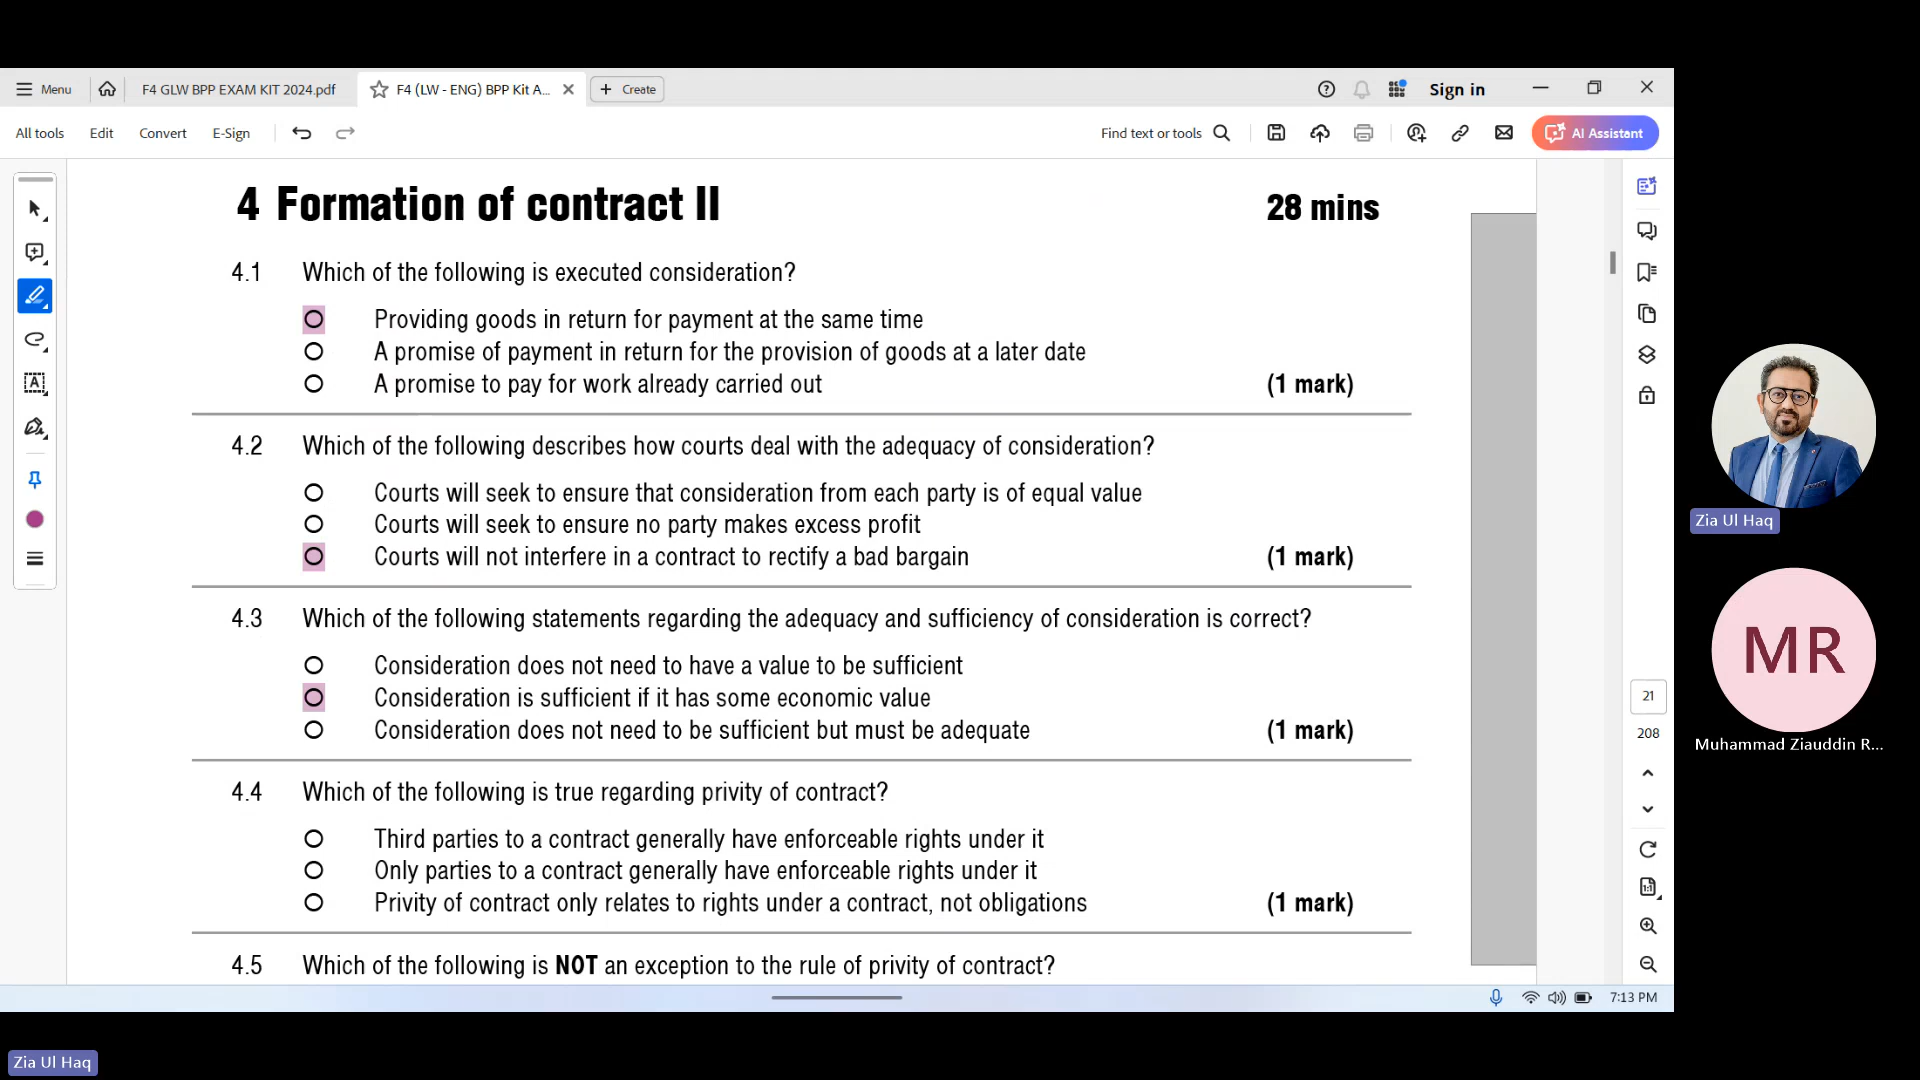 Menu
F4 GLW BPP EXAM KIT 2024.pdf
F4 (LW - ENG) BPP Kit A...
Create
Sign in
All tools
Edit
Convert
E-Sign
Find text or tools
AI Assistant
4 Formation of contract II
28 mins
4.1 Which of the following is executed consideration?
Providing goods in return for payment at the same time
A promise of payment in return for the provision of goods at a later date
A promise to pay for work already carried out (1 mark)
4.2 Which of the following describes how courts deal with the adequacy of consideration?
Courts will seek to ensure that consideration from each party is of equal value
Courts will seek to ensure no party makes excess profit
Courts will not interfere in a contract to rectify a bad bargain (1 mark)
4.3 Which of the following statements regarding the adequacy and sufficiency of consideration is correct?
Consideration does not need to have a value to be sufficient
Consideration is sufficient if it has some economic value
Consideration does not need to be sufficient but must be adequate (1 mark)
4.4 Which of the following is true regarding privity of contract?
Third parties to a contract generally have enforceable rights under it
Only parties to a contract generally have enforceable rights under it
Privity of contract only relates to rights under a contract, not obligations (1 mark)
4.5 Which of the following is NOT an exception to the rule of privity of contract?
21
208
7:13 PM
Zia Ul Haq
MR
Muhammad Ziauddin R...
Zia Ul Haq